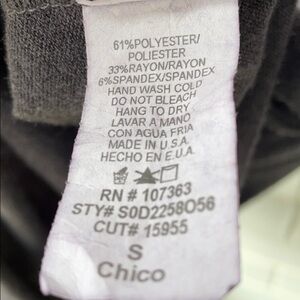 61%POLYESTER/
POLIESTER
33%RAYON/RAYON
6%SPANDEX/SPANDEX
HAND WASH COLD
DO NOT BLEACH
HANG TO DRY
LAVAR A MANO
CON AGUA FRIA
MADE IN U.S.A.
HECHO EN E.U.A.
RN # 107363
STY# S0D2258O56
CUT# 15955
S
Chico